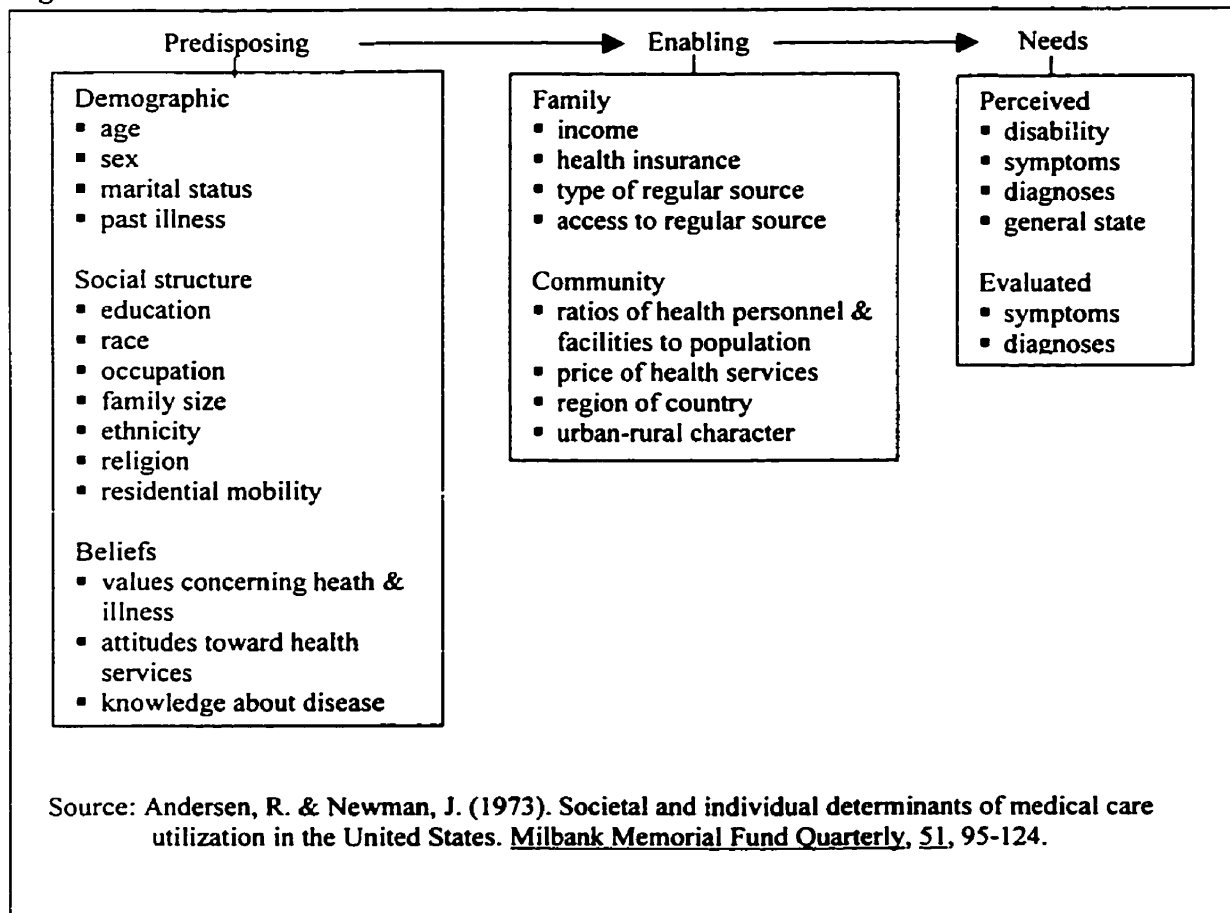 Predisposing Enabling Needs
Demographic
▪ age
▪ sex
▪ marital status
▪ past illness
Social structure
▪ education
▪ race
▪ occupation
▪ family size
▪ ethnicity
▪ religion
▪ residential mobility
Beliefs
▪ values concerning heath &
illness
▪ attitudes toward health
services
▪ knowledge about disease
Family
▪ income
▪ health insurance
▪ type of regular source
▪ access to regular source
Community
▪ ratios of health personnel &
facilities to population
▪ price of health services
▪ region of country
▪ urban-rural character
Perceived
▪ disability
▪ symptoms
▪ diagnoses
▪ general state
Evaluated
▪ symptoms
▪ diagnoses
Source: Andersen, R. & Newman, J. (1973). Societal and individual determinants of medical care
utilization in the United States. Milbank Memorial Fund Quarterly, 51, 95-124.